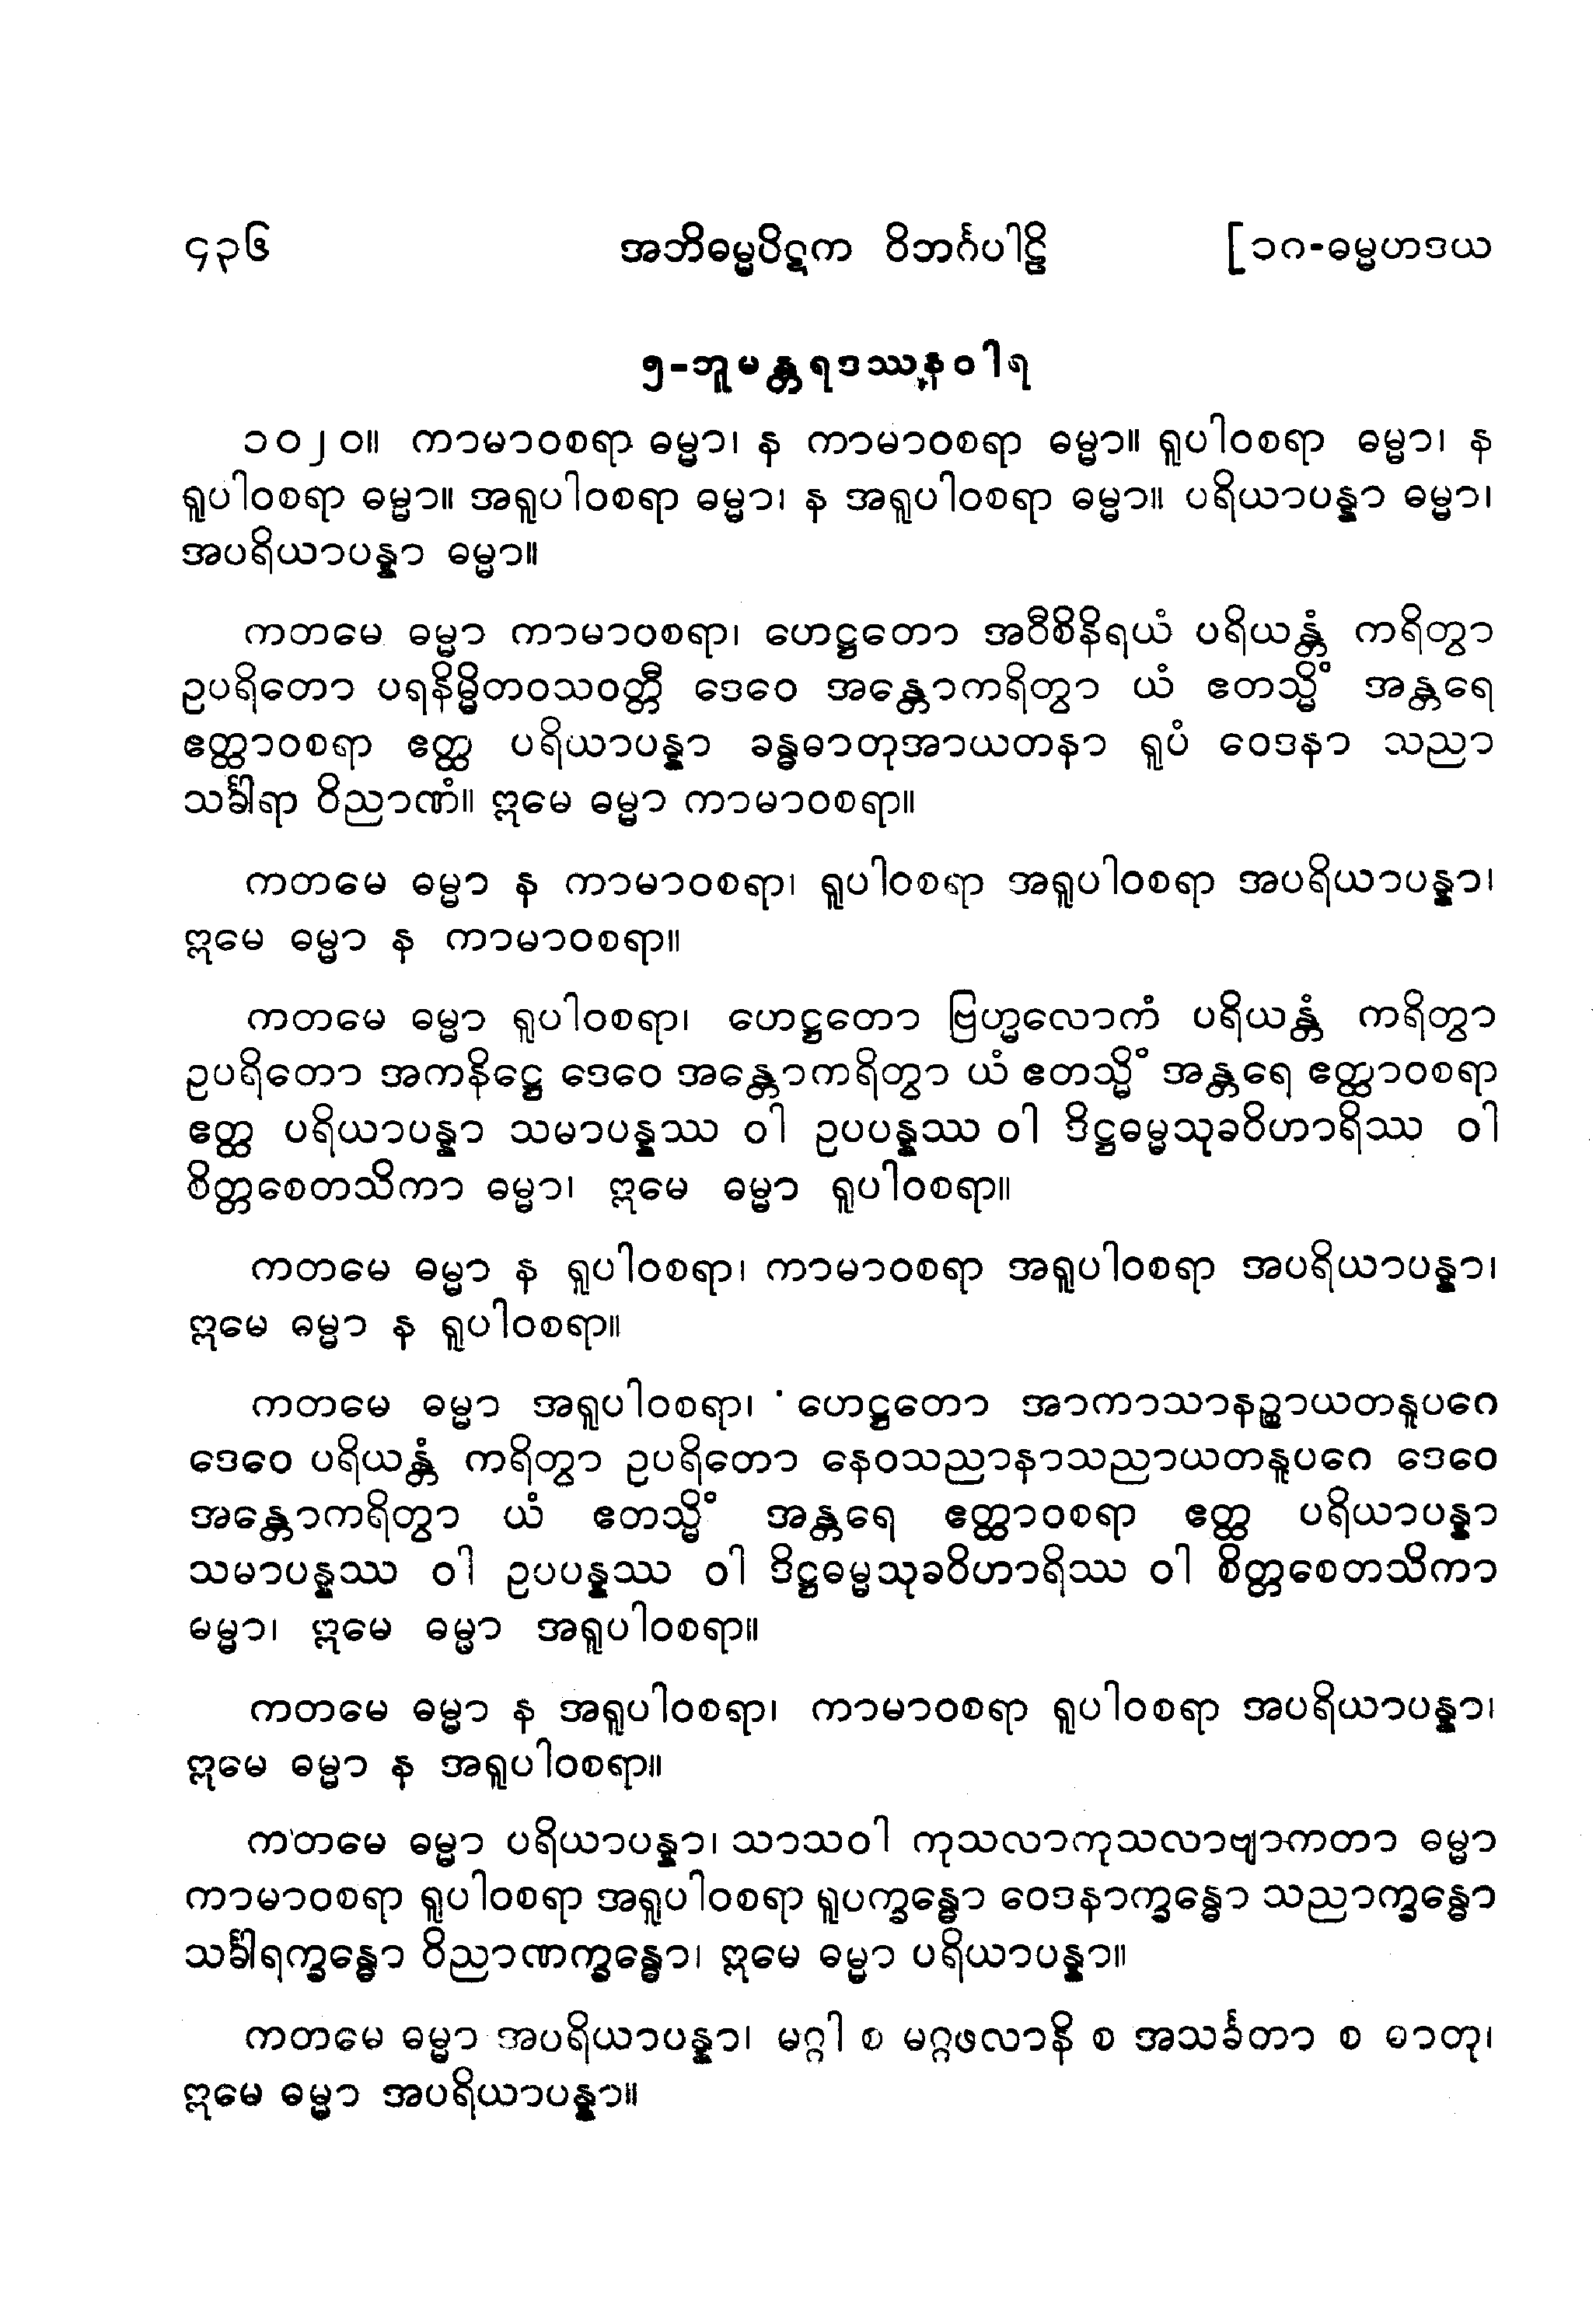 ၄၃၆ အဘိဓမ္မပိဋက ဝိဘင်္ဂပါဠိ [၁ဂ-ဓမ္မဟဒယ
၅-ဘူမန္တရဒဿနဝါရ
၁၀၂၀။ ကာမာဝစရာ ဓမ္မာ၊ န ကာမာဝစရာ ဓမ္မာ။ ရူပါဝစရာ ဓမ္မာ၊ န
ရူပါဝစရာ ဓမ္မာ။ အရူပါဝစရာ ဓမ္မာ၊ န အရူပါဝစရာ ဓမ္မာ။ ပရိယာပန္နာ ဓမ္မာ၊
အပရိယာပန္နာ ဓမ္မာ။
ကတမေ ဓမ္မာ ကာမာဝစရာ၊ ဟေဋ္ဌတော အဝီစိနိရယံ ပရိယန္တံ ကရိတွာ
ဥပရိတော ပရနိမ္မိတဝသဝတ္တီ ဒေဝေ အန္တောကရိတွာ ယံ ဧတသ္မိံ အန္တရေ
ဧတ္ထာဝစရာ ဧတ္ထ ပရိယာပန္နာ ခန္ဓဓာတုအာယတနာ ရူပံ ဝေဒနာ သညာ
သင်္ခါရာ ဝိညာဏံ။ ဣမေ ဓမ္မာ ကာမာဝစရာ။
ကတမေ ဓမ္မာ န ကာမာဝစရာ၊ ရူပါဝစရာ အရူပါဝစရာ အပရိယာပန္နာ၊
ဣမေ ဓမ္မာ န ကာမာဝစရာ။
ကတမေ ဓမ္မာ ရူပါဝစရာ၊ ဟေဋ္ဌတော ဗြဟ္မလောကံ ပရိယန္တံ ကရိတွာ
ဥပရိတော အကနိဋ္ဌေ ဒေဝေ အန္တောကရိတွာ ယံ ဧတသ္မိံ အန္တရေ ဧတ္ထာဝစရာ
ဧတ္ထ ပရိယာပန္နာ သမာပန္နဿ ဝါ ဥပပန္နဿ ဝါ ဒိဋ္ဌဓမ္မသုခဝိဟာရိဿ ဝါ
စိတ္တစေတသိကာ ဓမ္မာ၊ ဣမေ ဓမ္မာ ရူပါဝစရာ။
ကတမေ ဓမ္မာ န ရူပါဝစရာ၊ ကာမာဝစရာ အရူပါဝစရာ အပရိယာပန္နာ၊
ဣမေ ဓမ္မာ န ရူပါဝစရာ။
ကတမေ ဓမ္မာ အရူပါဝစရာ၊ ဟေဋ္ဌတော အာကာသာနဉ္စာယတနူပဂေ
ဒေဝေ ပရိယန္တံ ကရိတွာ ဥပရိတော နေဝသညာနာသညာယတနူပဂေ ဒေဝေ
အန္တောကရိတွာ ယံ ဧတသ္မိံ အန္တရေ ဧတ္ထာဝစရာ ဧတ္ထ ပရိယာပန္နာ
သမာပန္နဿ ဝါ ဥပပန္နဿ ဝါ ဒိဋ္ဌဓမ္မသုခဝိဟာရိဿ ဝါ စိတ္တစေတသိကာ
ဓမ္မာ၊ ဣမေ ဓမ္မာ အရူပါဝစရာ။
ကတမေ ဓမ္မာ န အရူပါဝစရာ၊ ကာမာဝစရာ ရူပါဝစရာ အပရိယာပန္နာ၊
ဣမေ ဓမ္မာ န အရူပါဝစရာ။
ကတမေ ဓမ္မာ ပရိယာပန္နာ၊ သာသဝါ ကုသလာကုသလာဗျာကတာ ဓမ္မာ
ကာမာဝစရာ ရူပါဝစရာ အရူပါဝစရာ ရူပက္ခန္ဓော ဝေဒနာက္ခန္ဓော သညာက္ခန္ဓော
သင်္ခါရက္ခန္ဓော ဝိညာဏက္ခန္ဓော၊ ဣမေ ဓမ္မာ ပရိယာပန္နာ။
ကတမေ ဓမ္မာ အပရိယာပန္နာ၊ မဂ္ဂါ စ မဂ္ဂဖလာနိ စ အသင်္ခတာ စ ဓာတု၊
ဣမေ ဓမ္မာ အပရိယာပန္နာ။